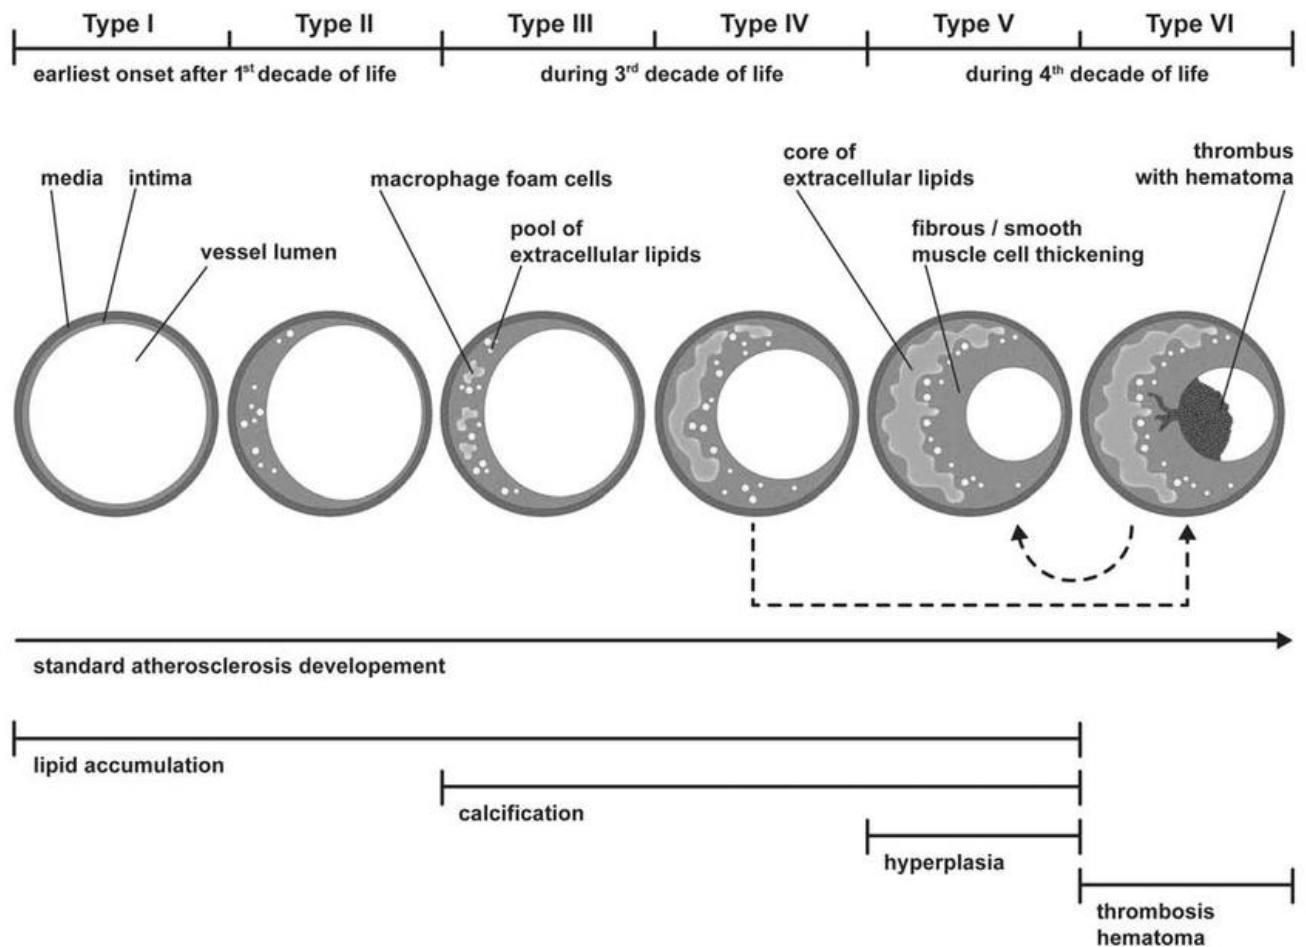 Type I
Type II
Type III
Type IV
Type V
Type VI
earliest onset after 1st decade of life
during 3rd decade of life
during 4th decade of life
media
intima
vessel lumen
macrophage foam cells
pool of
extracellular lipids
core of
extracellular lipids
fibrous / smooth
muscle cell thickening
thrombus
with hematoma
standard atherosclerosis developement
lipid accumulation
calcification
hyperplasia
thrombosis
hematoma